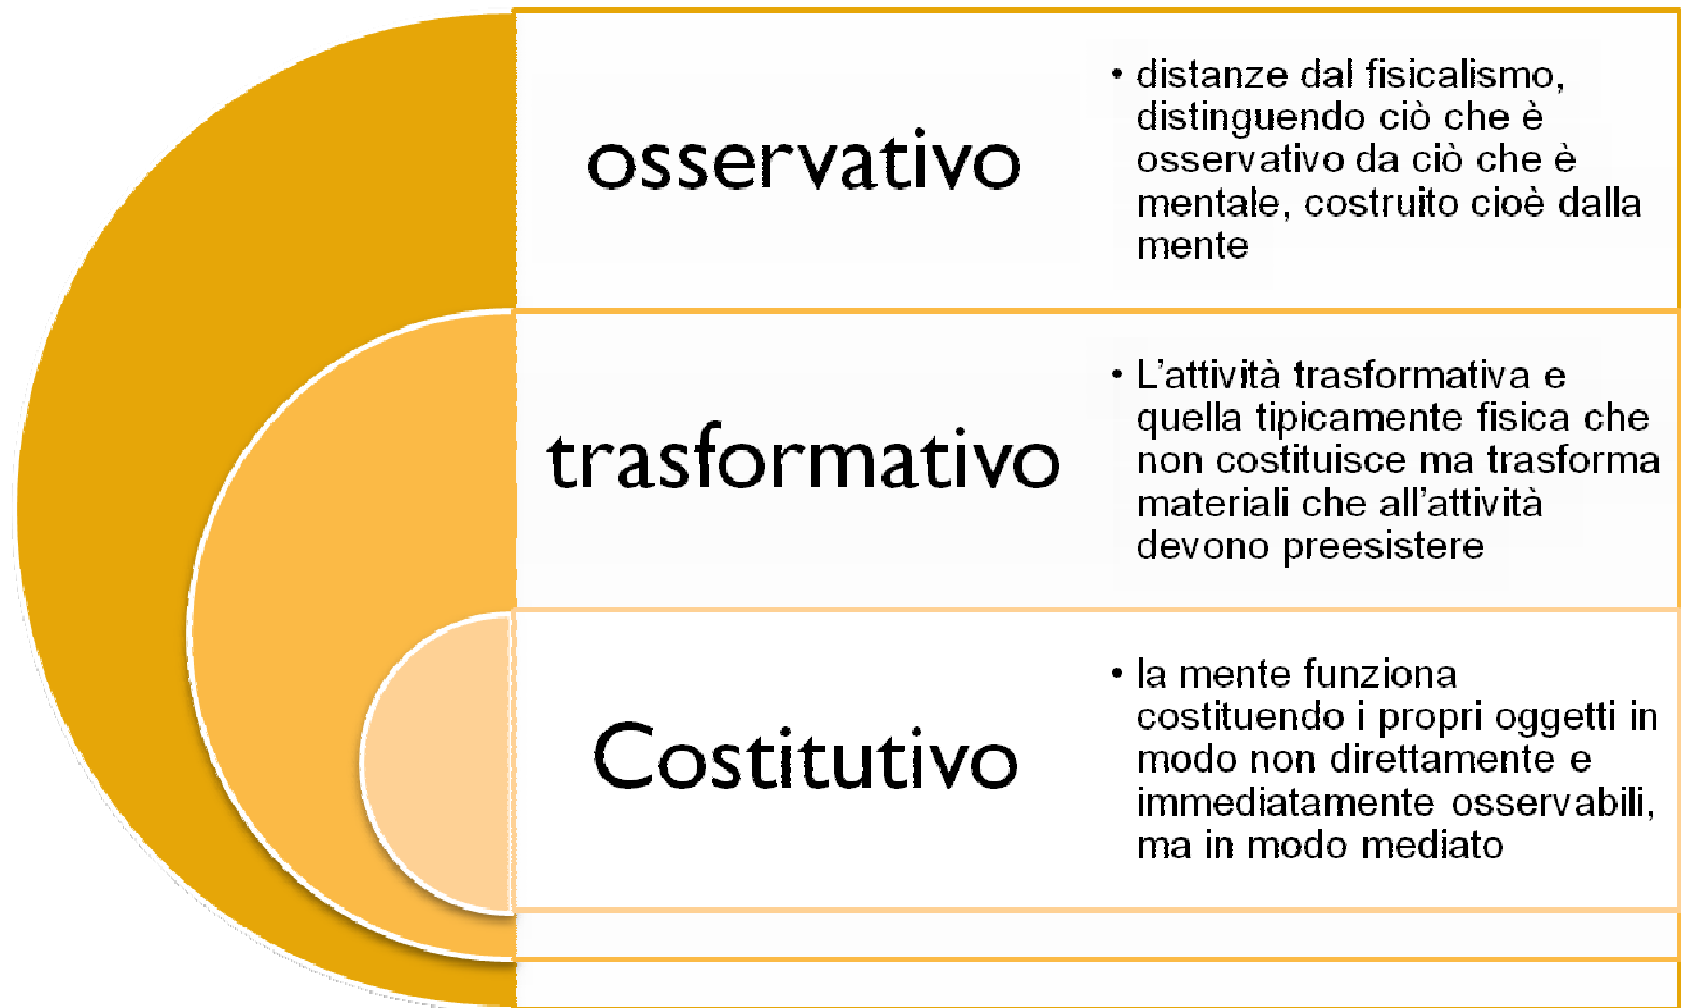 osservativo
• distanze dal fisicalismo,
distinguendo ciò che è
osservativo da ciò che è
mentale, costruito cioè dalla
mente
trasformativo
• L’attività trasformativa e
quella tipicamente fisica che
non costituisce ma trasforma
materiali che all’attività
devono preesistere
Costitutivo
• la mente funziona
costituendo i propri oggetti in
modo non direttamente e
immediatamente osservabili,
ma in modo mediato